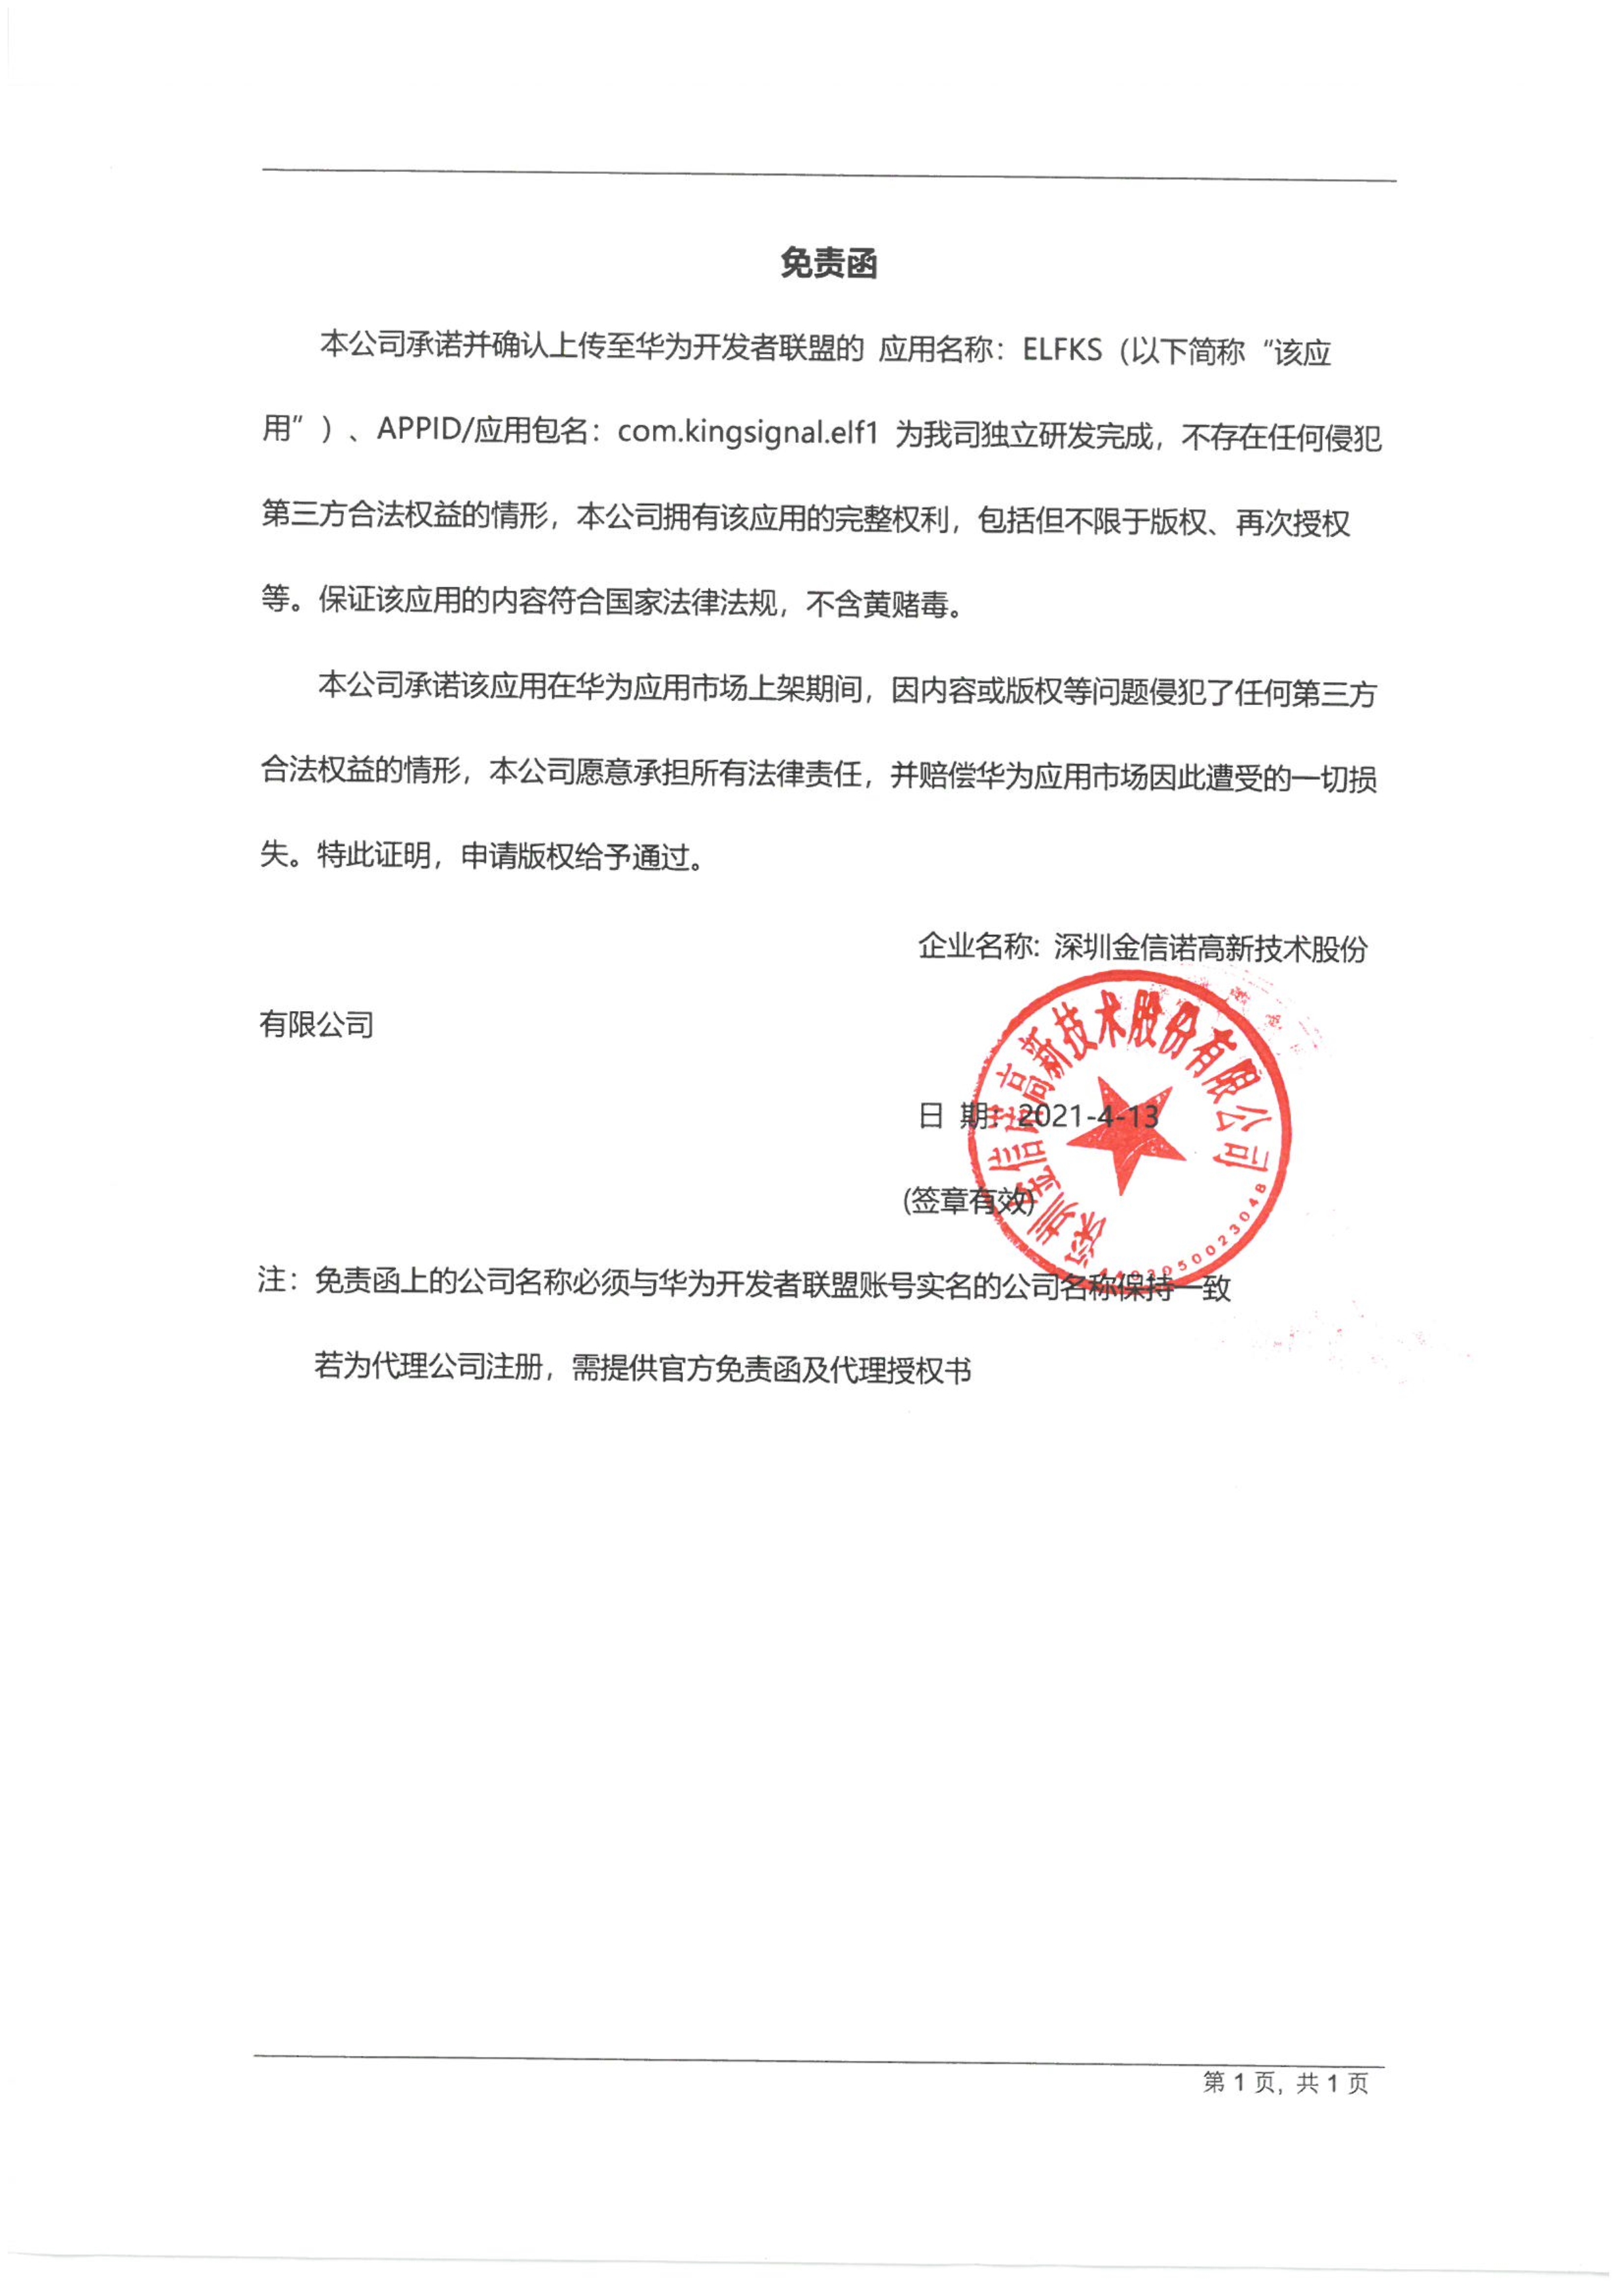 免责函
本公司承诺并确认上传至华为开发者联盟的 应用名称：ELFKS（以下简称“该应
用”）、APPID/应用包名：com.kingsignal.elf1 为我司独立研发完成，不存在任何侵犯
第三方合法权益的情形，本公司拥有该应用的完整权利，包括但不限于版权、再次授权
等。保证该应用的内容符合国家法律法规，不含黄赌毒。
本公司承诺该应用在华为应用市场上架期间，因内容或版权等问题侵犯了任何第三方
合法权益的情形，本公司愿意承担所有法律责任，并赔偿华为应用市场因此遭受的一切损
失。特此证明，申请版权给予通过。
企业名称: 深圳金信诺高新技术股份
有限公司
深圳金信诺高新技术股份有限公司
日 期：2021-4-13
(签章有效)
4403050023048
注：免责函上的公司名称必须与华为开发者联盟账号实名的公司名称保持一致
若为代理公司注册，需提供官方免责函及代理授权书
第 1 页, 共 1 页